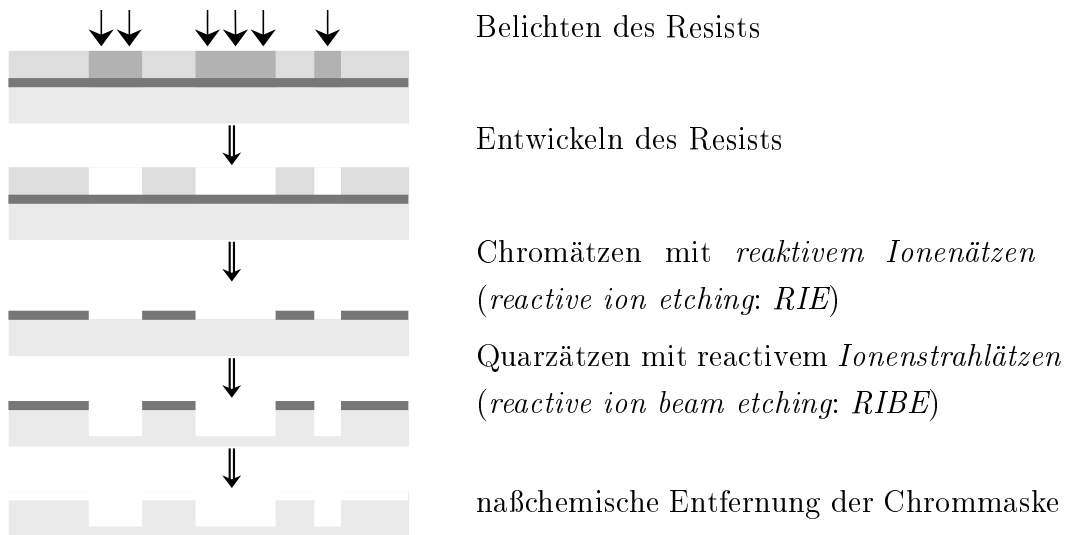 Belichten des Resists
Entwickeln des Resists
Chromätzen mit reaktivem Ionenätzen
(reactive ion etching: RIE)
Quarzätzen mit reactivem Ionenstrahlätzen
(reactive ion beam etching: RIBE)
naßchemische Entfernung der Chrommaske